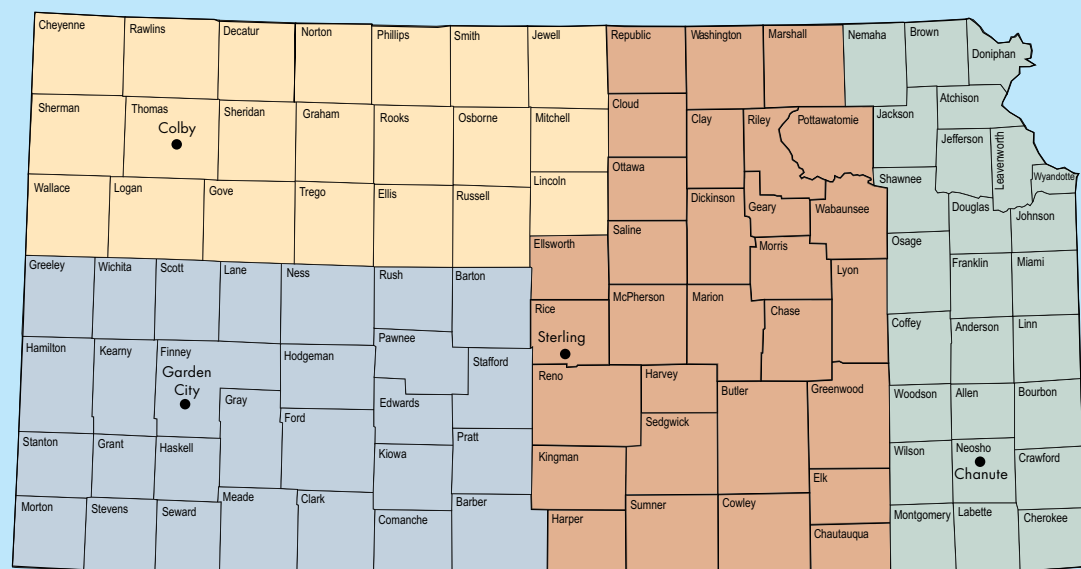 Cheyenne
Rawlins
Decatur
Norton
Phillips
Smith
Jewell
Republic
Washington
Marshall
Nemaha
Brown
Doniphan
Sherman
Thomas
Colby
Sheridan
Graham
Rooks
Osborne
Mitchell
Cloud
Clay
Riley
Pottawatomie
Jackson
Atchison
Jefferson
Leavenworth
Wyandotte
Wallace
Logan
Gove
Trego
Ellis
Russell
Lincoln
Ottawa
Dickinson
Geary
Wabaunsee
Shawnee
Douglas
Johnson
Saline
Ellsworth
Morris
Osage
Greeley
Wichita
Scott
Lane
Ness
Rush
Barton
Lyon
Franklin
Miami
Rice
Sterling
McPherson
Marion
Chase
Coffey
Anderson
Linn
Hamilton
Kearny
Finney
Garden
City
Hodgeman
Pawnee
Stafford
Reno
Harvey
Butler
Greenwood
Woodson
Allen
Bourbon
Gray
Ford
Edwards
Sedgwick
Stanton
Grant
Haskell
Kiowa
Pratt
Kingman
Elk
Wilson
Neosho
Chanute
Crawford
Morton
Stevens
Seward
Meade
Clark
Comanche
Barber
Harper
Sumner
Cowley
Chautauqua
Montgomery
Labette
Cherokee